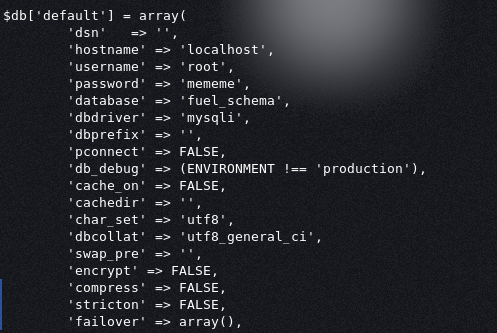 $db['default'] = array(
        'dsn'   => '',
        'hostname' => 'localhost',
        'username' => 'root',
        'password' => 'mememe',
        'database' => 'fuel_schema',
        'dbdriver' => 'mysqli',
        'dbprefix' => '',
        'pconnect' => FALSE,
        'db_debug' => (ENVIRONMENT !== 'production'),
        'cache_on' => FALSE,
        'cachedir' => '',
        'char_set' => 'utf8',
        'dbcollat' => 'utf8_general_ci',
        'swap_pre' => '',
        'encrypt' => FALSE,
        'compress' => FALSE,
        'stricton' => FALSE,
        'failover' => array(),